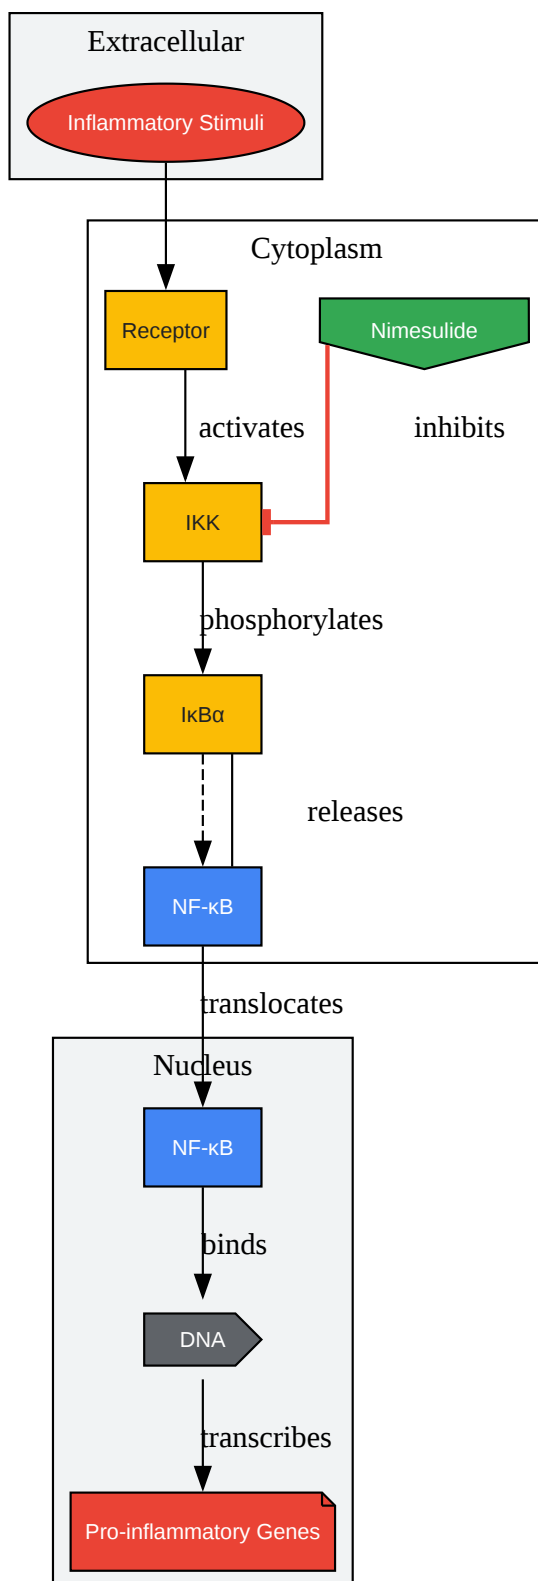 Extracellular
Inflammatory Stimuli
Cytoplasm
Receptor
Nimesulide
activates
inhibits
IKK
phosphorylates
IκBα
releases
NF-κB
translocates
Nucleus
NF-κB
binds
DNA
transcribes
Pro-inflammatory Genes